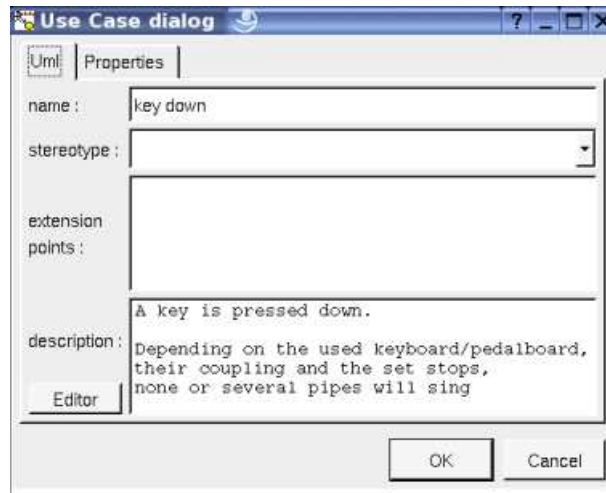 Use Case dialog ?
Uml Properties
name : key down
stereotype :
extension
points :
description : A key is pressed down.
Depending on the used keyboard/pedalboard,
their coupling and the set stops,
none or several pipes will sing
Editor
OK Cancel